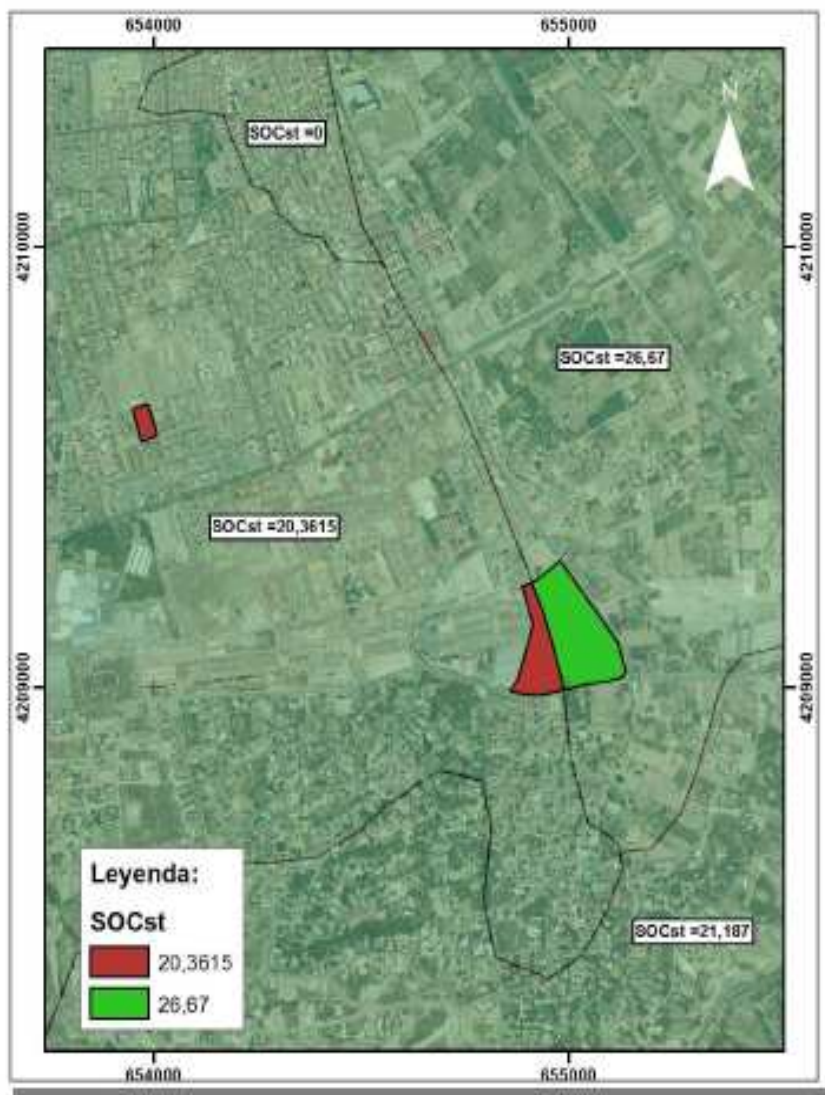 654000 655000
N
SOCst =0
4210000 4210000
SOCst =26,67
SOCst =20,3615
4209000 4209000
Leyenda:
SOCst
20,3615
26,67
SOCst =21,187
654000 655000